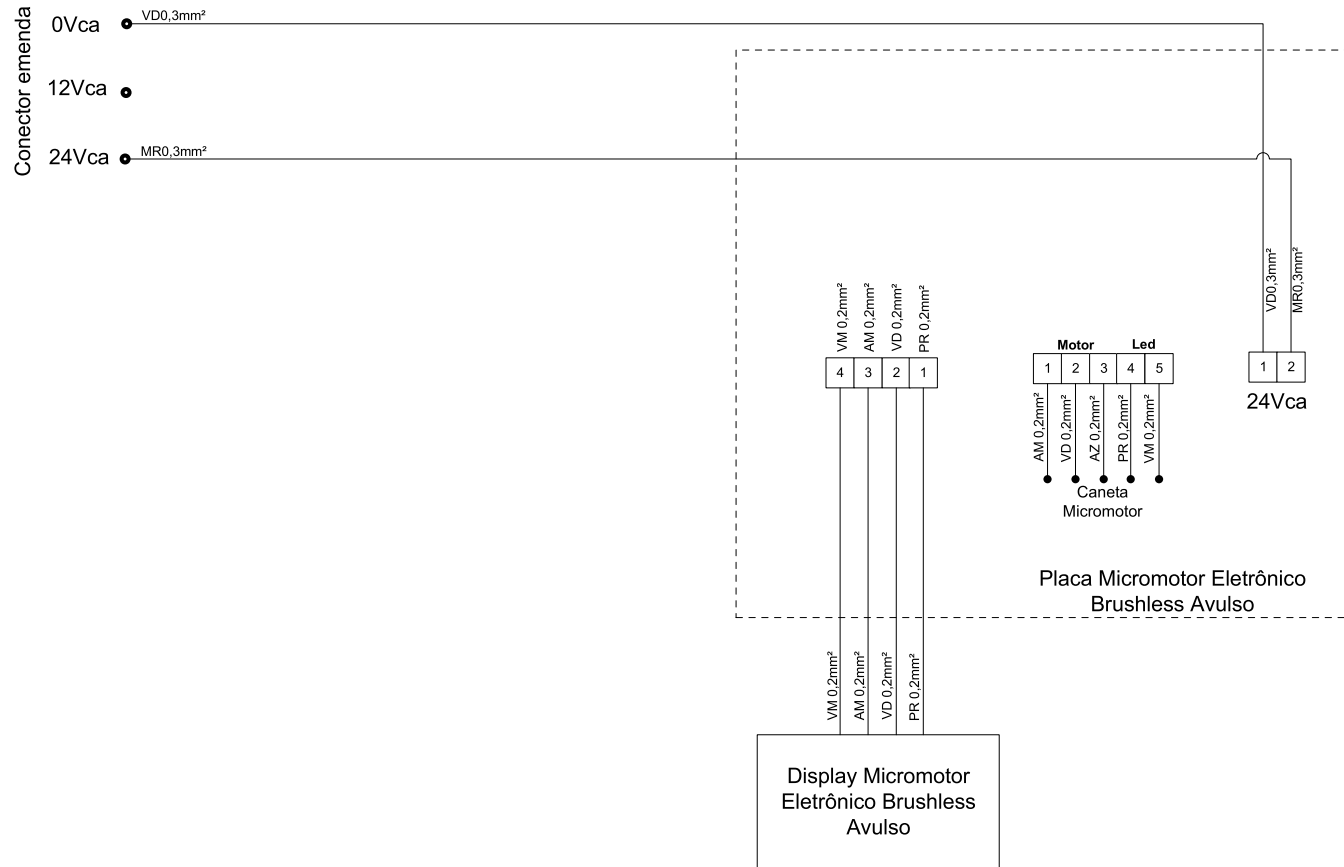 Conector emenda
0Vca
VD0,3mm²
12Vca
24Vca
MR0,3mm²
VD0,3mm²
MR0,3mm²
VM 0,2mm²
AM 0,2mm²
VD 0,2mm²
PR 0,2mm²
4 3 2 1
Motor Led
1 2 3 4 5
1 2
24Vca
AM 0,2mm²
VD 0,2mm²
AZ 0,2mm²
PR 0,2mm²
VM 0,2mm²
Caneta
Micromotor
Placa Micromotor Eletrônico
Brushless Avulso
VM 0,2mm²
AM 0,2mm²
VD 0,2mm²
PR 0,2mm²
Display Micromotor
Eletrônico Brushless
Avulso